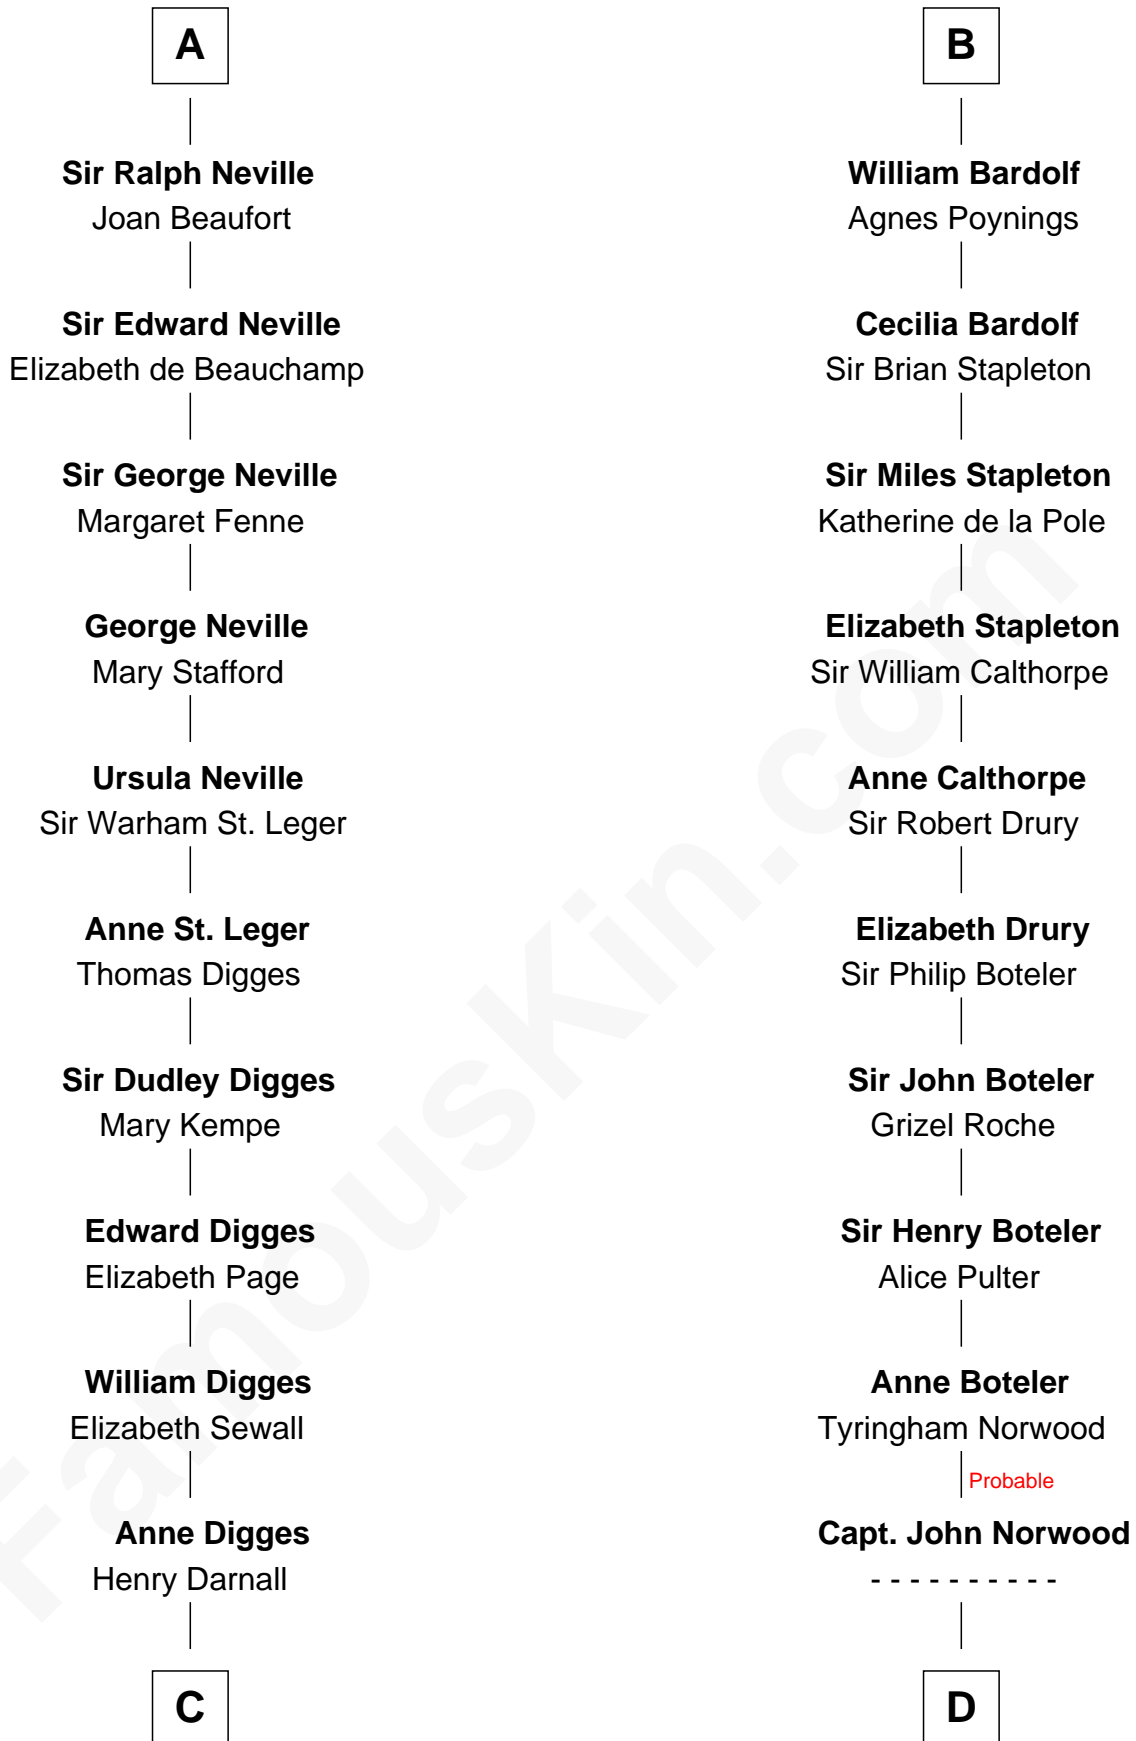 A
Sir Ralph Neville
Joan Beaufort
Sir Edward Neville
Elizabeth de Beauchamp
Sir George Neville
Margaret Fenne
George Neville
Mary Stafford
Ursula Neville
Sir Warham St. Leger
Anne St. Leger
Thomas Digges
Sir Dudley Digges
Mary Kempe
Edward Digges
Elizabeth Page
William Digges
Elizabeth Sewall
Anne Digges
Henry Darnall
C
B
William Bardolf
Agnes Poynings
Cecilia Bardolf
Sir Brian Stapleton
Sir Miles Stapleton
Katherine de la Pole
Elizabeth Stapleton
Sir William Calthorpe
Anne Calthorpe
Sir Robert Drury
Elizabeth Drury
Sir Philip Boteler
Sir John Boteler
Grizel Roche
Sir Henry Boteler
Alice Pulter
Anne Boteler
Tyringham Norwood
Probable
Capt. John Norwood
- - - - - - - - - -
D
FamousKin.com